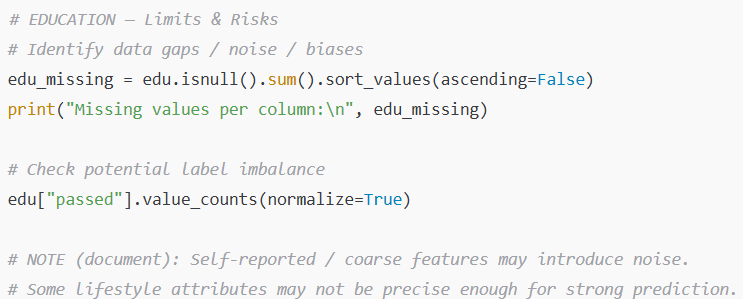 # EDUCATION — Limits & Risks
# Identify data gaps / noise / biases
edu_missing = edu.isnull().sum().sort_values(ascending=False)
print("Missing values per column:\n", edu_missing)
# Check potential label imbalance
edu["passed"].value_counts(normalize=True)
# NOTE (document): Self-reported / coarse features may introduce noise.
# Some lifestyle attributes may not be precise enough for strong prediction.